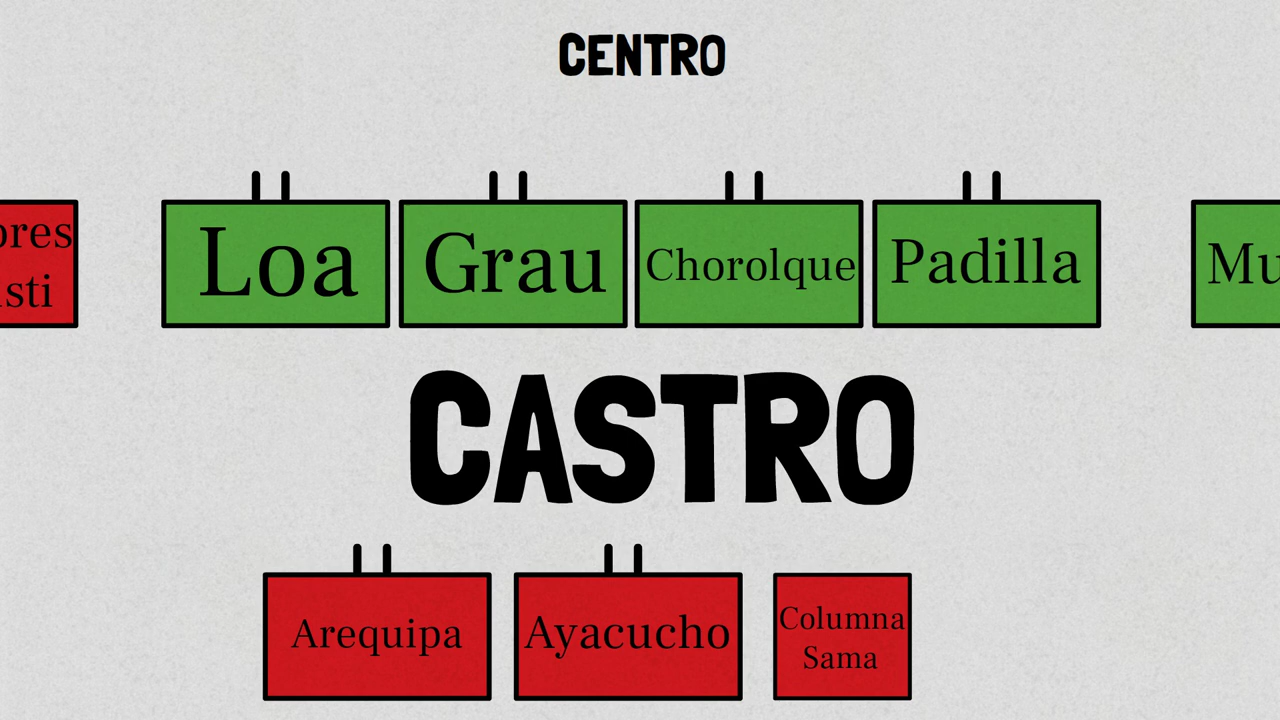 CENTRO
Loa
Grau
Chorolque
Padilla
CASTRO
Arequipa
Ayacucho
Columna
Sama